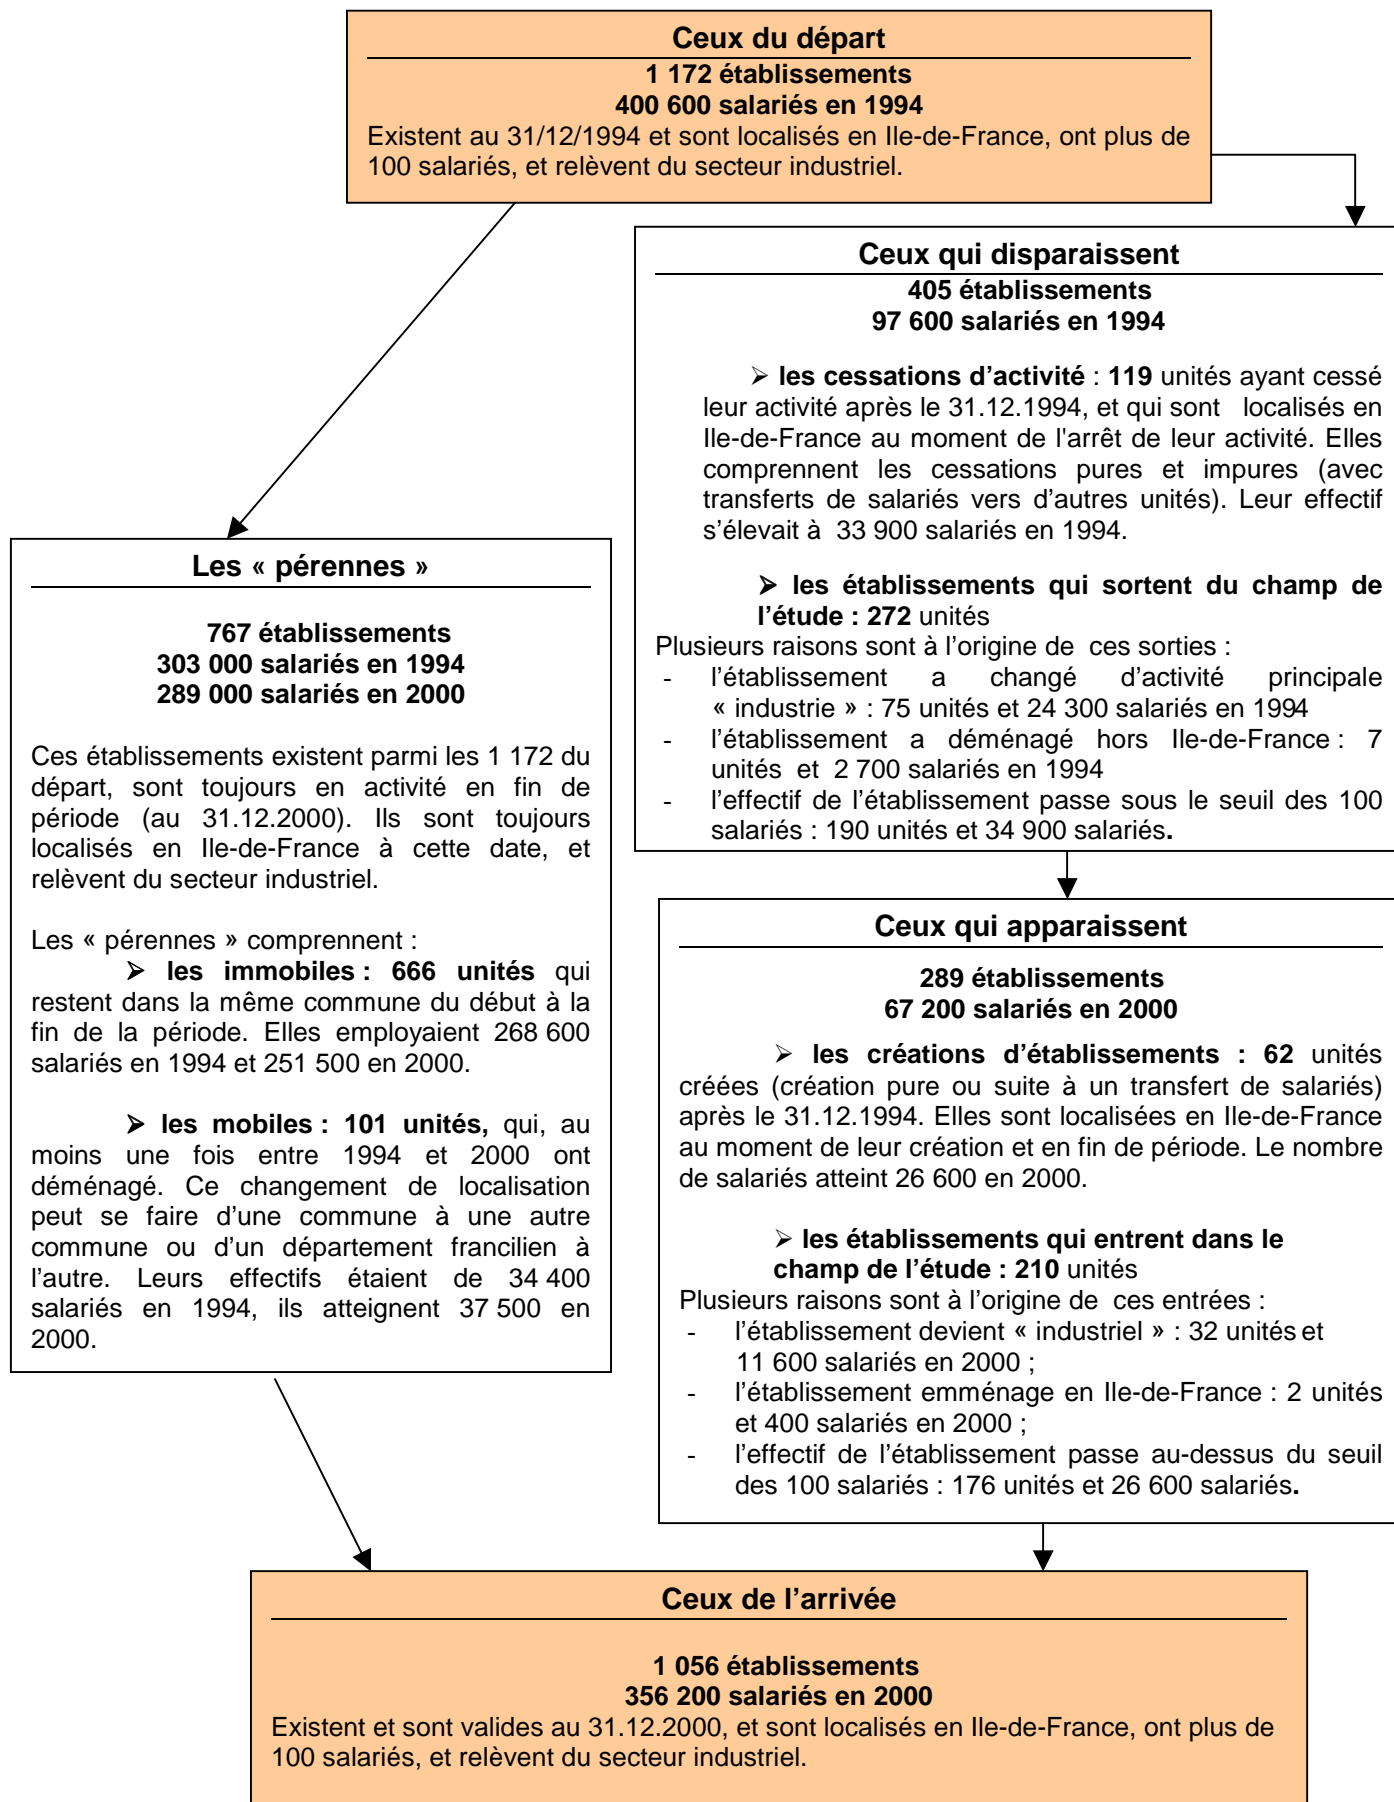 Ceux du départ
1 172 établissements
400 600 salariés en 1994
Existent au 31/12/1994 et sont localisés en Ile-de-France, ont plus de
100 salariés, et relèvent du secteur industriel.
Ceux qui disparaissent
405 établissements
97 600 salariés en 1994
➢ les cessations d'activité : 119 unités ayant cessé
leur activité après le 31.12.1994, et qui sont localisés en
Ile-de-France au moment de l'arrêt de leur activité. Elles
comprennent les cessations pures et impures (avec
transferts de salariés vers d'autres unités). Leur effectif
s'élevait à 33 900 salariés en 1994.
➢ les établissements qui sortent du champ de
l'étude : 272 unités
Plusieurs raisons sont à l'origine de ces sorties :
- l'établissement a changé d'activité principale
« industrie » : 75 unités et 24 300 salariés en 1994
- l'établissement a déménagé hors Ile-de-France : 7
unités et 2 700 salariés en 1994
- l'effectif de l'établissement passe sous le seuil des 100
salariés : 190 unités et 34 900 salariés.
Les « pérennes »
767 établissements
303 000 salariés en 1994
289 000 salariés en 2000
Ces établissements existent parmi les 1 172 du
départ, sont toujours en activité en fin de
période (au 31.12.2000). Ils sont toujours
localisés en Ile-de-France à cette date, et
relèvent du secteur industriel.
Les « pérennes » comprennent :
➢ les immobiles : 666 unités qui
restent dans la même commune du début à la
fin de la période. Elles employaient 268 600
salariés en 1994 et 251 500 en 2000.
➢ les mobiles : 101 unités, qui, au
moins une fois entre 1994 et 2000 ont
déménagé. Ce changement de localisation
peut se faire d'une commune à une autre
commune ou d'un département francilien à
l'autre. Leurs effectifs étaient de 34 400
salariés en 1994, ils atteignent 37 500 en
2000.
Ceux qui apparaissent
289 établissements
67 200 salariés en 2000
➢ les créations d'établissements : 62 unités
créées (création pure ou suite à un transfert de salariés)
après le 31.12.1994. Elles sont localisées en Ile-de-France
au moment de leur création et en fin de période. Le nombre
de salariés atteint 26 600 en 2000.
➢ les établissements qui entrent dans le
champ de l'étude : 210 unités
Plusieurs raisons sont à l'origine de ces entrées :
- l'établissement devient « industriel » : 32 unités et
11 600 salariés en 2000 ;
- l'établissement emménage en Ile-de-France : 2 unités
et 400 salariés en 2000 ;
- l'effectif de l'établissement passe au-dessus du seuil
des 100 salariés : 176 unités et 26 600 salariés.
Ceux de l'arrivée
1 056 établissements
356 200 salariés en 2000
Existent et sont valides au 31.12.2000, et sont localisés en Ile-de-France, ont plus de
100 salariés, et relèvent du secteur industriel.